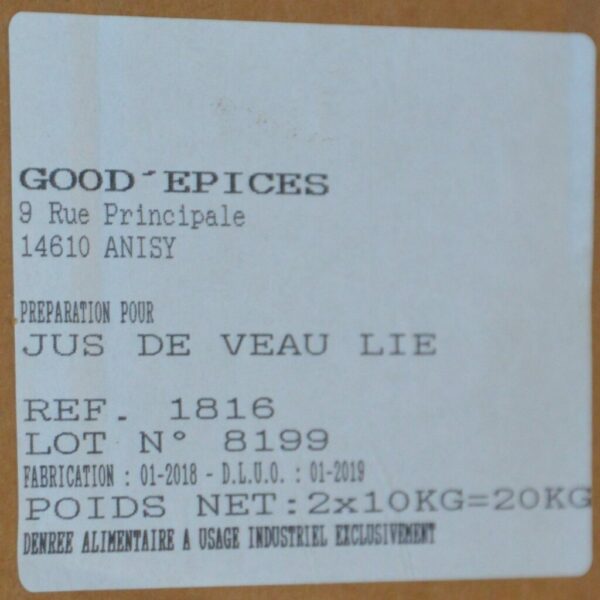 GOOD´EPICES
9 Rue Principale
14610 ANISY
PREPARATION POUR
JUS DE VEAU LIE
REF. 1816
LOT N° 8199
FABRICATION : 01-2018 - D.L.U.O. : 01-2019
POIDS NET:2x10KG=20KG
DENREE ALIMENTAIRE A USAGE INDUSTRIEL EXCLUSIVEMENT